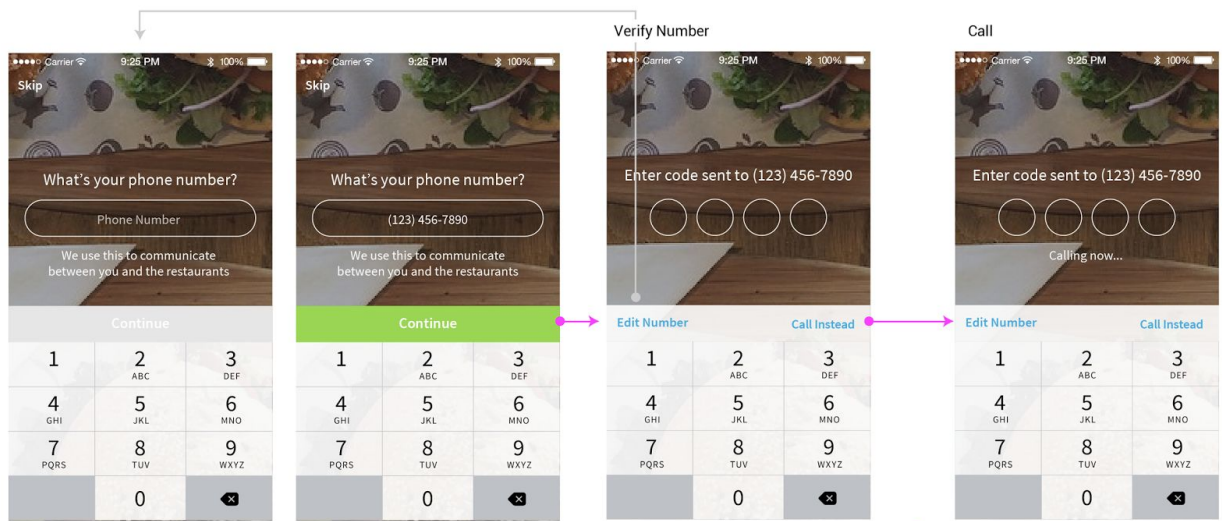 Verify Number
Call
Carrier 9:25 PM 100%
Skip
What's your phone number?
Phone Number
We use this to communicate
between you and the restaurants
Continue
1 2 3
ABC DEF
4 5 6
GHI JKL MNO
7 8 9
PQRS TUV WXYZ
0
Carrier 9:25 PM 100%
Skip
What's your phone number?
(123) 456-7890
We use this to communicate
between you and the restaurants
Continue
1 2 3
ABC DEF
4 5 6
GHI JKL MNO
7 8 9
PQRS TUV WXYZ
0
Carrier 9:25 PM 100%
Enter code sent to (123) 456-7890
Edit Number Call Instead
1 2 3
ABC DEF
4 5 6
GHI JKL MNO
7 8 9
PQRS TUV WXYZ
0
Carrier 9:25 PM 100%
Enter code sent to (123) 456-7890
Calling now...
Edit Number Call Instead
1 2 3
ABC DEF
4 5 6
GHI JKL MNO
7 8 9
PQRS TUV WXYZ
0